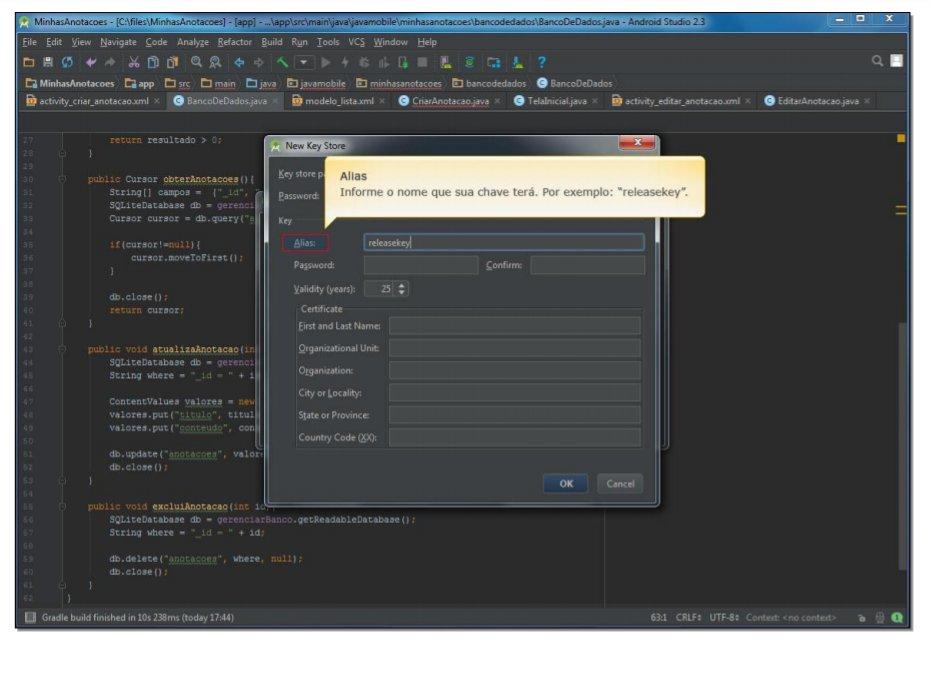 MinhasAnotacoes - [C:\files\MinhasAnotacoes] - [app] - ...\app\src\main\java\javamobile\minhasanotacoes\bancodedados\BancoDeDados.java - Android Studio 2.3
File Edit View Navigate Code Analyze Refactor Build Run Tools VCS Window Help
MinhasAnotacoes app src main java javamobile minhasanotacoes bancodedados BancoDeDados
activity_criar_anotacao.xml BancoDeDados.java modelo_lista.xml CriarAnotacao.java TelaInicial.java activity_editar_anotacao.xml EditarAnotacao.java
27 return resultado > 0;
28 }
29
30 public Cursor obterAnotacoes(){
31 String[] campos = {"_id", "
32 SQLiteDatabase db = gerenci
33 Cursor cursor = db.query("
34
35 if(cursor!=null){
36 cursor.moveToFirst();
37 }
38
39 db.close();
40 return cursor;
41 }
42
43 public void atualizaAnotacao(in
44 SQLiteDatabase db = gerenci
45 String where = "_id = " + i
46
47 ContentValues valores = new
48 valores.put("titulo", titul
49 valores.put("conteudo", con
50
51 db.update("anotacoes", valor
52 db.close();
53 }
54
55 public void excluiAnotacao(int id
56 SQLiteDatabase db = gerenciarBanco.getReadableDatabase();
57 String where = "_id = " + id;
58
59 db.delete("anotacoes", where, null);
60 db.close();
61 }
62 }
New Key Store
Key store p
Password:
Alias
Informe o nome que sua chave terá. Por exemplo: “releasekey”.
Key
Alias: releasekey
Password: Confirm:
Validity (years): 25
Certificate
First and Last Name:
Organizational Unit:
Organization:
City or Locality:
State or Province:
Country Code (XX):
OK Cancel
Gradle build finished in 10s 238ms (today 17:44) 63:1 CRLF UTF-8 Context: <no context> 1